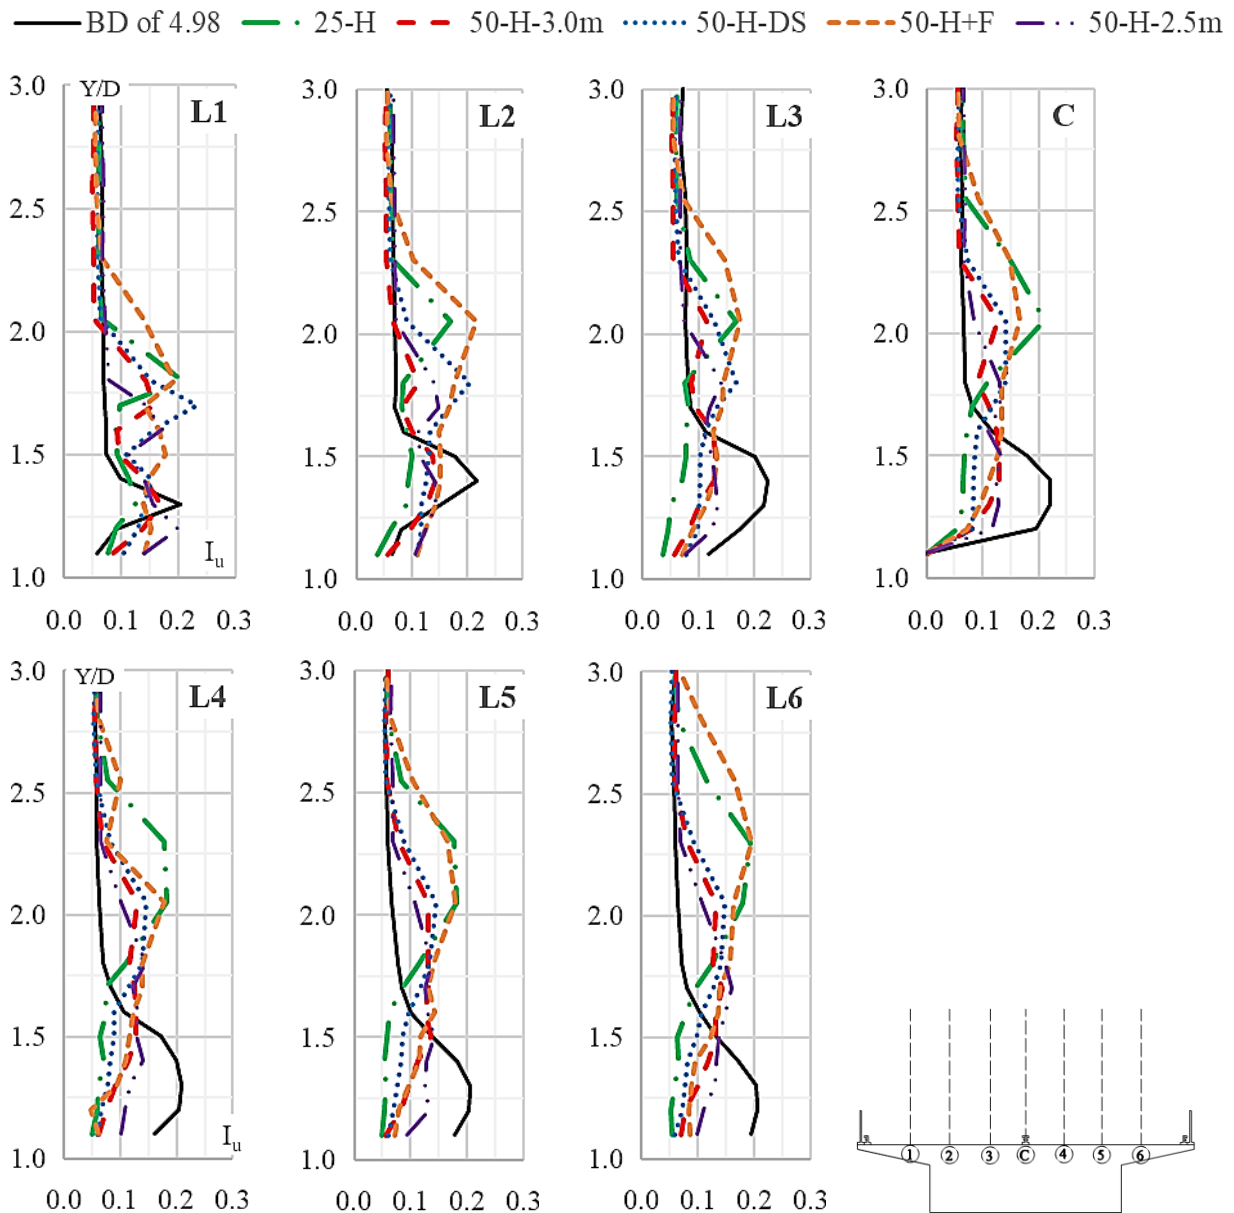 BD of 4.98 25-H 50-H-3.0m 50-H-DS 50-H+F 50-H-2.5m
3.0 Y/D L1 3.0 L2 3.0 L3 3.0 C
2.5 2.5 2.5 2.5
2.0 2.0 2.0 2.0
1.5 1.5 1.5 1.5
Iu
1.0 1.0 1.0 1.0
0.0 0.1 0.2 0.3 0.0 0.1 0.2 0.3 0.0 0.1 0.2 0.3 0.0 0.1 0.2 0.3
3.0 Y/D L4 3.0 L5 3.0 L6
2.5 2.5 2.5
2.0 2.0 2.0
1.5 1.5 1.5
Iu
1 2 3 C 4 5 6
1.0 1.0 1.0
0.0 0.1 0.2 0.3 0.0 0.1 0.2 0.3 0.0 0.1 0.2 0.3